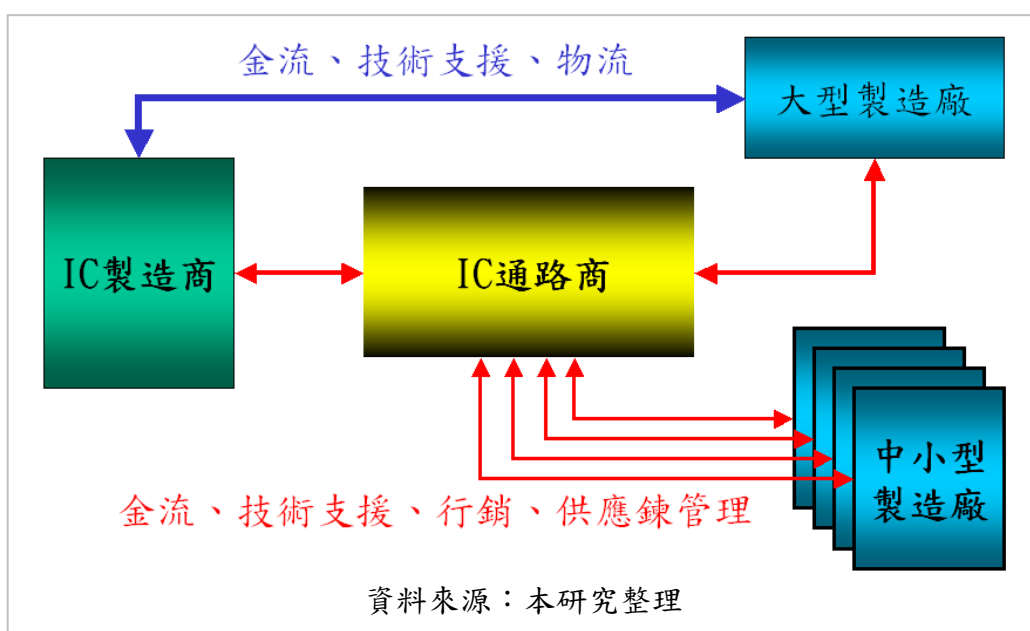 金流、技術支援、物流
大型製造廠
IC製造商
IC通路商
中小型
製造廠
金流、技術支援、行銷、供應鍊管理
資料來源：本研究整理